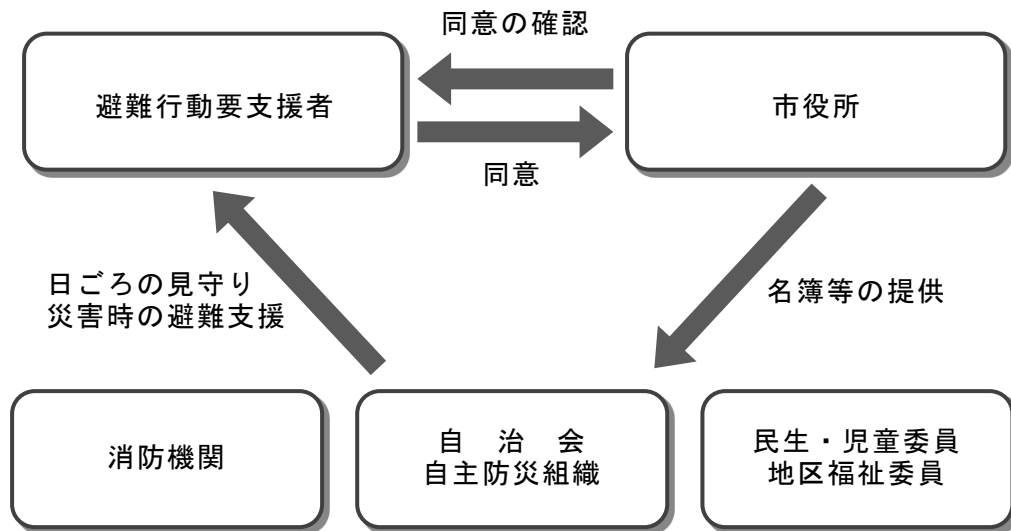 同意の確認
避難行動要支援者
市役所
同意
日ごろの見守り
災害時の避難支援
名簿等の提供
消防機関
自　治　会
自主防災組織
民生・児童委員
地区福祉委員